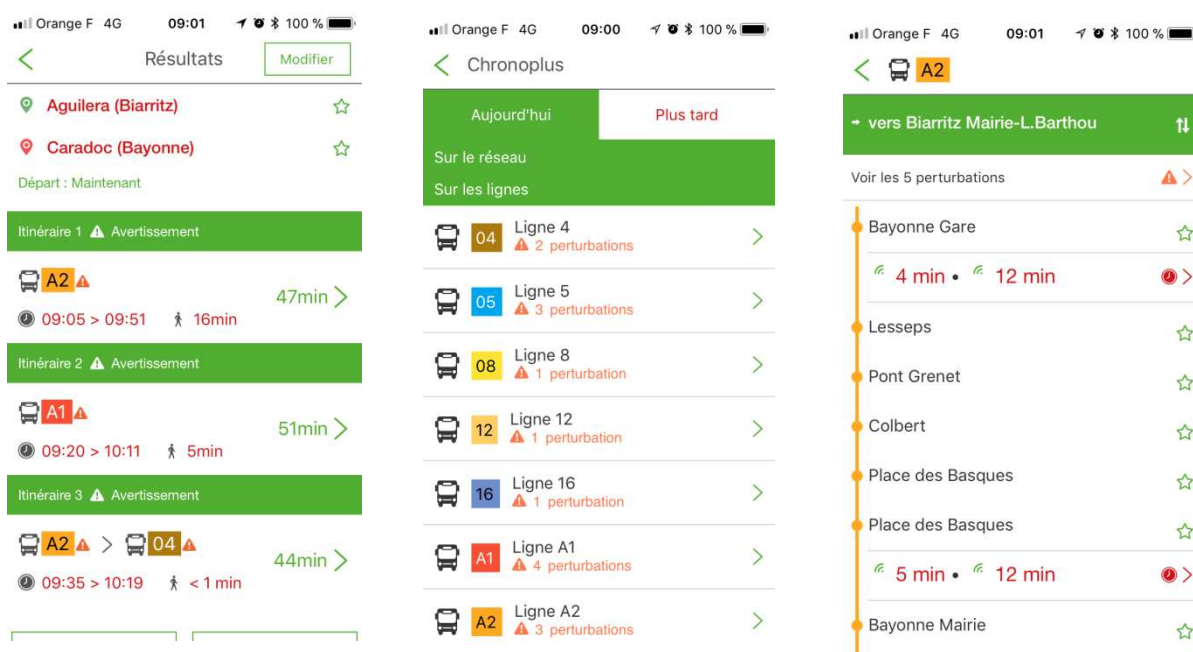 Orange F 4G 09:01 100 %
Résultats Modifier
Aguilera (Biarritz)
Caradoc (Bayonne)
Départ : Maintenant
Itinéraire 1 Avertissement
A2
47min
09:05 > 09:51 16min
Itinéraire 2 Avertissement
A1
51min
09:20 > 10:11 5min
Itinéraire 3 Avertissement
A2 04
44min
09:35 > 10:19 < 1 min
Orange F 4G 09:00 100 %
Chronoplus
Aujourd'hui Plus tard
Sur le réseau
Sur les lignes
04 Ligne 4
2 perturbations
05 Ligne 5
3 perturbations
08 Ligne 8
1 perturbation
12 Ligne 12
1 perturbation
16 Ligne 16
1 perturbation
A1 Ligne A1
4 perturbations
A2 Ligne A2
3 perturbations
Orange F 4G 09:01 100 %
A2
vers Biarritz Mairie-L.Barthou
Voir les 5 perturbations
Bayonne Gare
4 min • 12 min
Lesseps
Pont Grenet
Colbert
Place des Basques
Place des Basques
5 min • 12 min
Bayonne Mairie